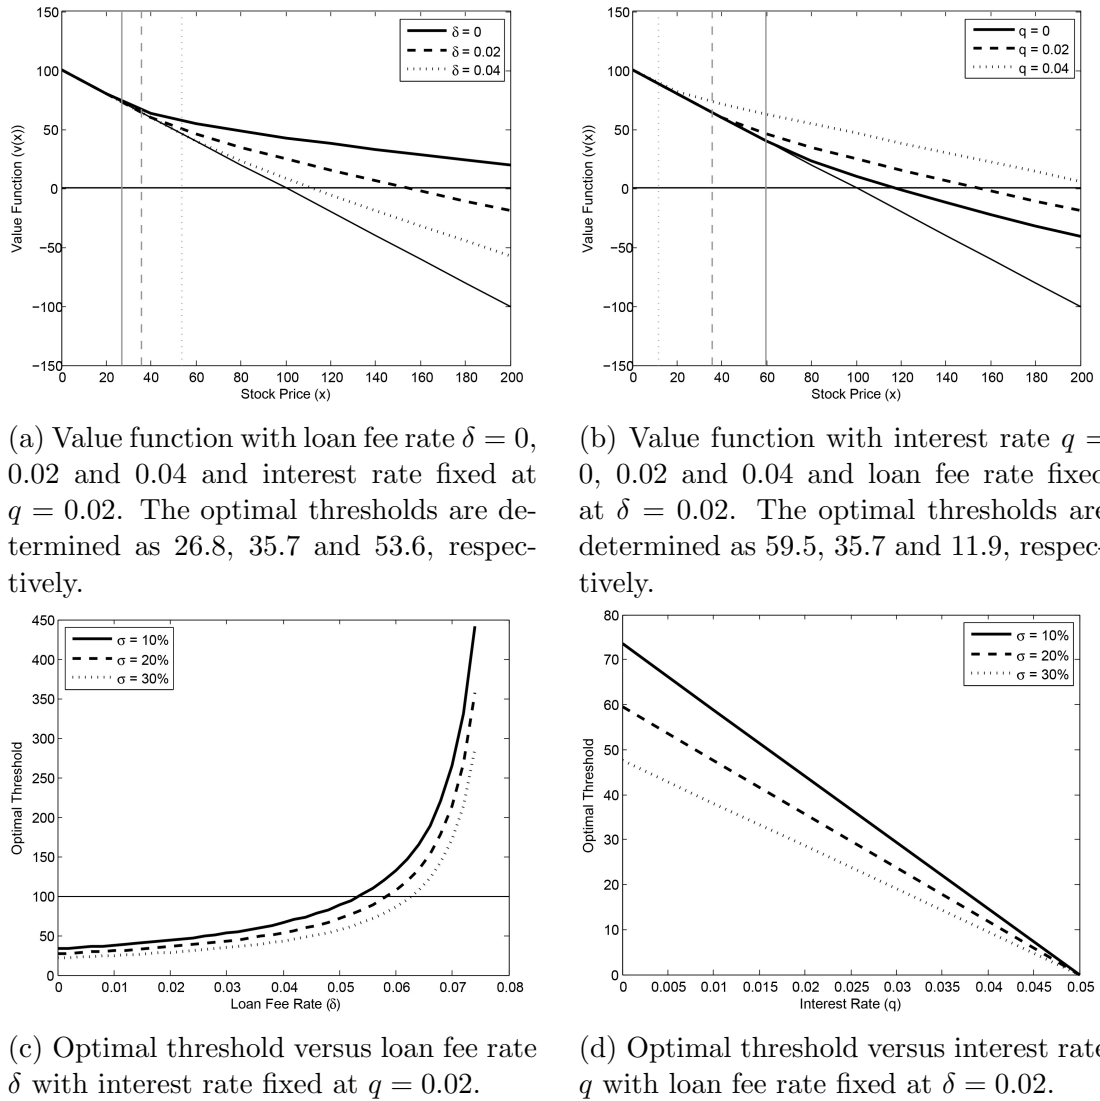 150
100
50
0
−50
−100
−150
Value Function (v(x))
δ = 0
δ = 0.02
δ = 0.04
0 20 40 60 80 100 120 140 160 180 200
Stock Price (x)
150
100
50
0
−50
−100
−150
Value Function (v(x))
q = 0
q = 0.02
q = 0.04
0 20 40 60 80 100 120 140 160 180 200
Stock Price (x)
(a) Value function with loan fee rate δ = 0,
0.02 and 0.04 and interest rate fixed at
q = 0.02. The optimal thresholds are de-
termined as 26.8, 35.7 and 53.6, respec-
tively.
(b) Value function with interest rate q =
0, 0.02 and 0.04 and loan fee rate fixed
at δ = 0.02. The optimal thresholds are
determined as 59.5, 35.7 and 11.9, respec-
tively.
450
400
350
300
250
200
150
100
50
0
Optimal Threshold
σ = 10%
σ = 20%
σ = 30%
0 0.01 0.02 0.03 0.04 0.05 0.06 0.07 0.08
Loan Fee Rate (δ)
80
70
60
50
40
30
20
10
0
Optimal Threshold
σ = 10%
σ = 20%
σ = 30%
0 0.005 0.01 0.015 0.02 0.025 0.03 0.035 0.04 0.045 0.05
Interest Rate (q)
(c) Optimal threshold versus loan fee rate
δ with interest rate fixed at q = 0.02.
(d) Optimal threshold versus interest rate
q with loan fee rate fixed at δ = 0.02.